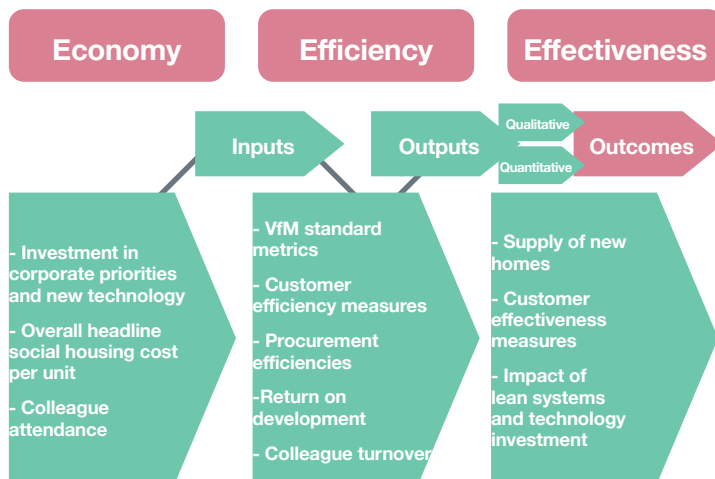 Economy
Efficiency
Effectiveness
Inputs
Outputs
Qualitative
Quantitative
Outcomes
- Investment in
corporate priorities
and new technology
- Overall headline
social housing cost
per unit
- Colleague
attendance
- VfM standard
metrics
- Customer
efficiency measures
- Procurement
efficiencies
-Return on
development
- Colleague turnover
- Supply of new
homes
- Customer
effectiveness
measures
- Impact of
lean systems
and technology
investment